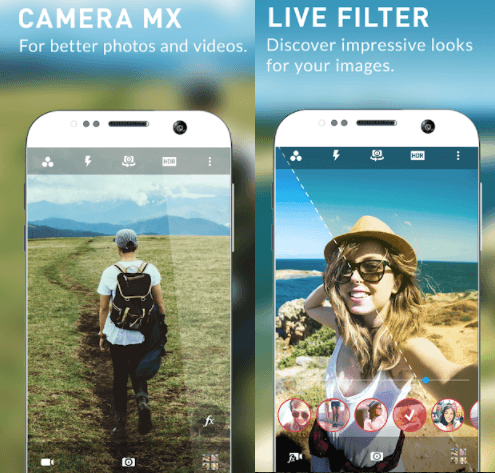 CAMERA MX
For better photos and videos.
HDR
fx
LIVE FILTER
Discover impressive looks
for your images.
HDR